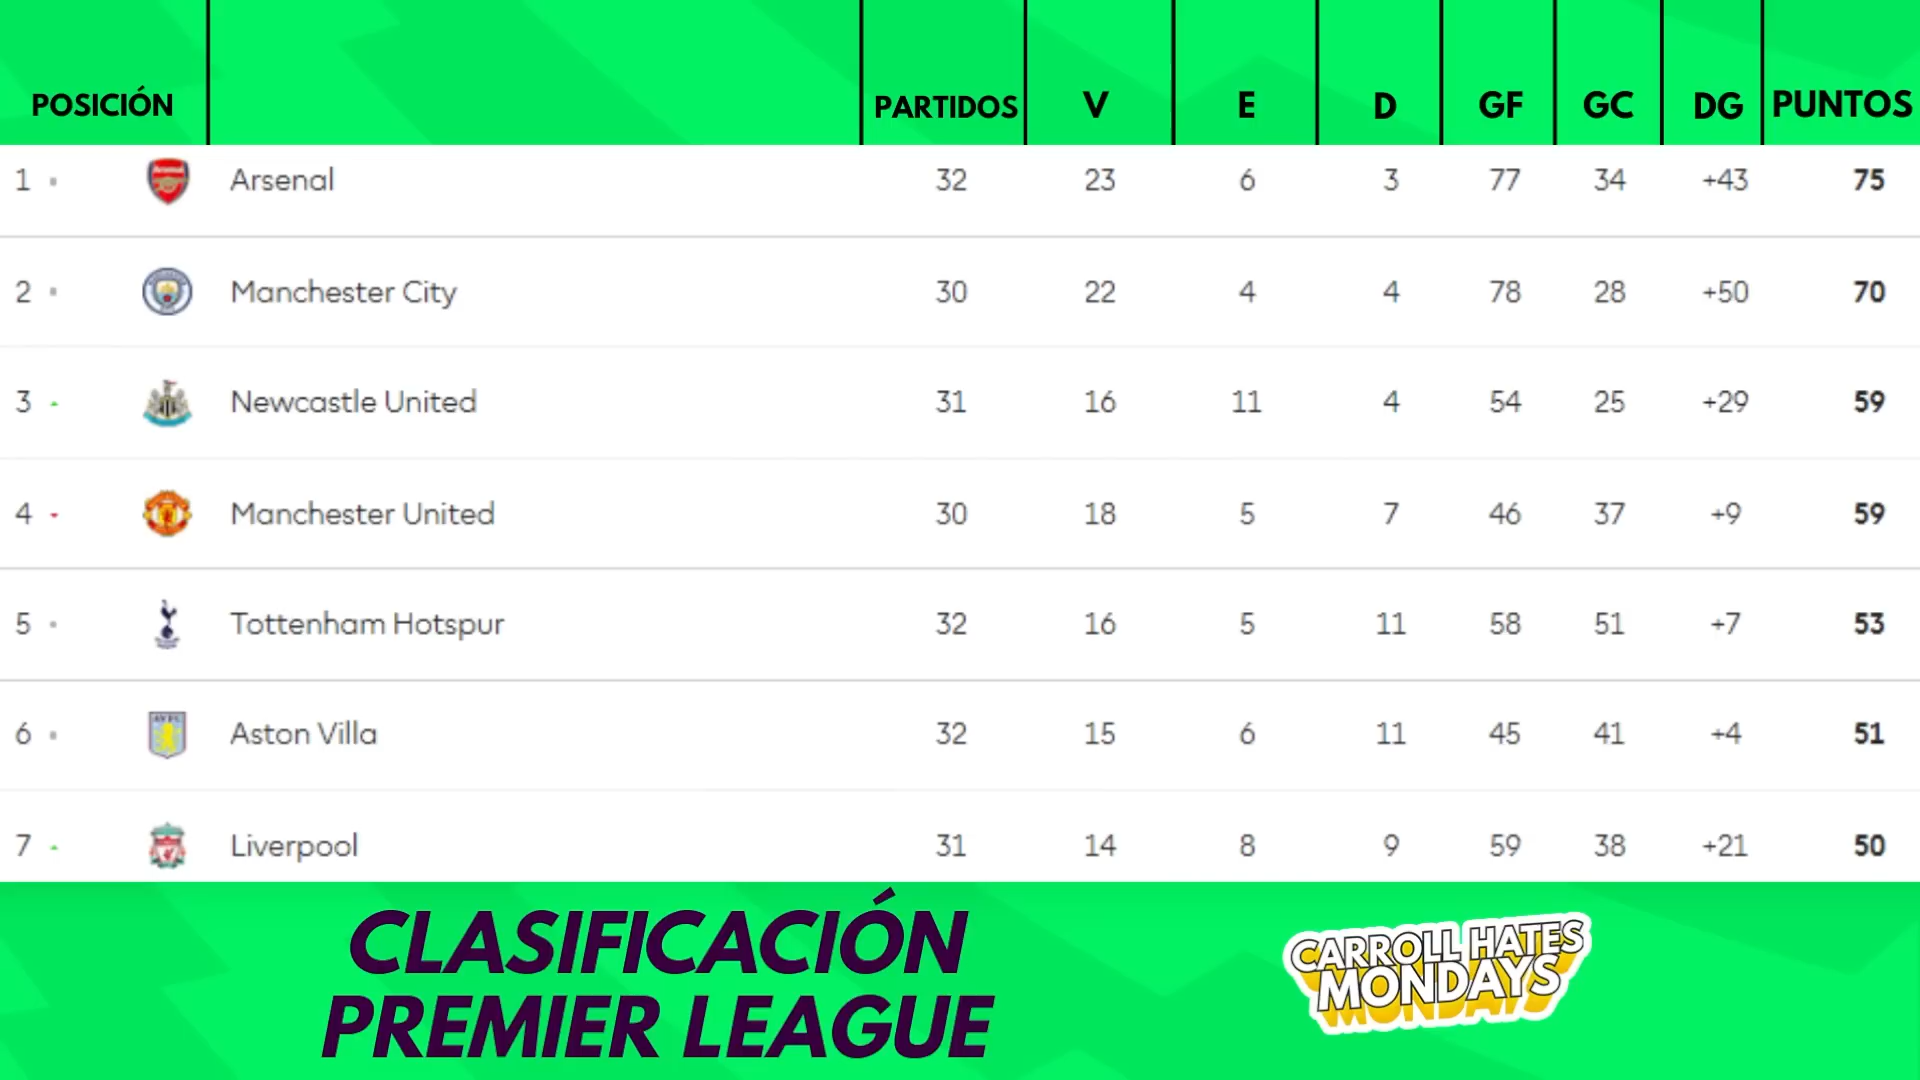 POSICIÓN PARTIDOS V E D GF GC DG PUNTOS
1 Arsenal 32 23 6 3 77 34 +43 75
2 Manchester City 30 22 4 4 78 28 +50 70
3 Newcastle United 31 16 11 4 54 25 +29 59
4 Manchester United 30 18 5 7 46 37 +9 59
5 Tottenham Hotspur 32 16 5 11 58 51 +7 53
6 Aston Villa 32 15 6 11 45 41 +4 51
7 Liverpool 31 14 8 9 59 38 +21 50
CLASIFICACIÓN
PREMIER LEAGUE
CARROLL HATES
MONDAYS